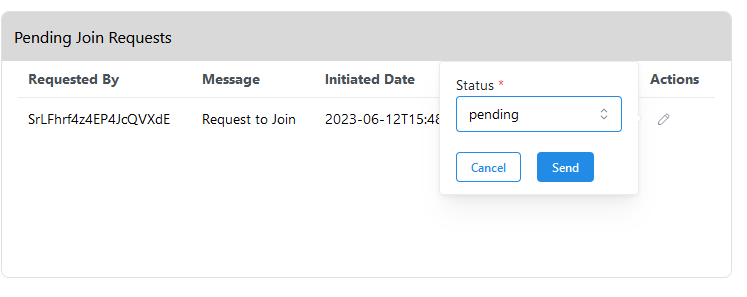 Pending Join Requests
Requested By Message Initiated Date Actions
SrLFhrf4z4EP4JcQVXdE Request to Join 2023-06-12T15:48
Status *
pending
Cancel Send